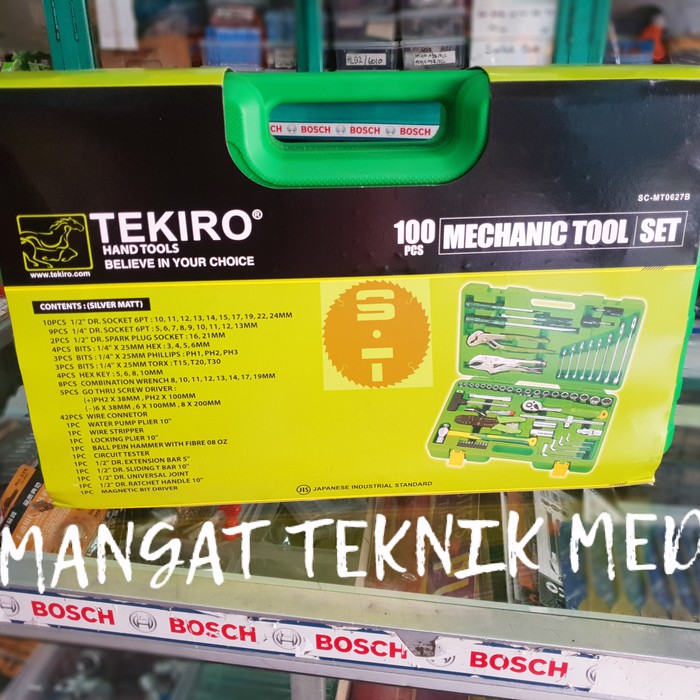 BOSCH BOSCH BOSCH
SC-MT0627B
TEKIRO®
HAND TOOLS
BELIEVE IN YOUR CHOICE
www.tekiro.com
100 PCS MECHANIC TOOL SET
CONTENTS : (SILVER MATT)
10PCS 1/2" DR. SOCKET 6PT : 10, 11, 12, 13, 14, 15, 17, 19, 22, 24MM
9PCS 1/4" DR. SOCKET 6PT : 5, 6, 7, 8, 9, 10, 11, 12, 13MM
2PCS 1/2" DR. SPARK PLUG SOCKET : 16, 21MM
4PCS BITS : 1/4" X 25MM HEX : 3, 4, 5, 6MM
3PCS BITS : 1/4" X 25MM PHILLIPS : PH1, PH2, PH3
3PCS BITS : 1/4" X 25MM TORX : T15, T20, T30
4PCS HEX KEY : 5, 6, 8, 10MM
8PCS COMBINATION WRENCH 8, 10, 11, 12, 13, 14, 17, 19MM
5PCS GO THRU SCREW DRIVER :
(+)PH2 X 38MM , PH2 X 100MM
(-)6 X 38MM , 6 X 100MM , 8 X 200MM
42PCS WIRE CONNETOR
1PC WATER PUMP PLIER 10"
1PC WIRE STRIPPER
1PC LOCKING PLIER 10"
1PC BALL PEIN HAMMER WITH FIBRE 08 OZ
1PC CIRCUIT TESTER
1PC 1/2" DR. EXTENSION BAR 5"
1PC 1/2" DR. SLIDING T BAR 10"
1PC 1/2" DR. UNIVERSAL JOINT
1PC 1/2" DR. RATCHET HANDLE 10"
1PC MAGNETIC BIT DRIVER
S·T
JIS JAPANESE INDUSTRIAL STANDARD
MANGAT TEKNIK MED
BOSCH BOSCH BOSCH BOSCH